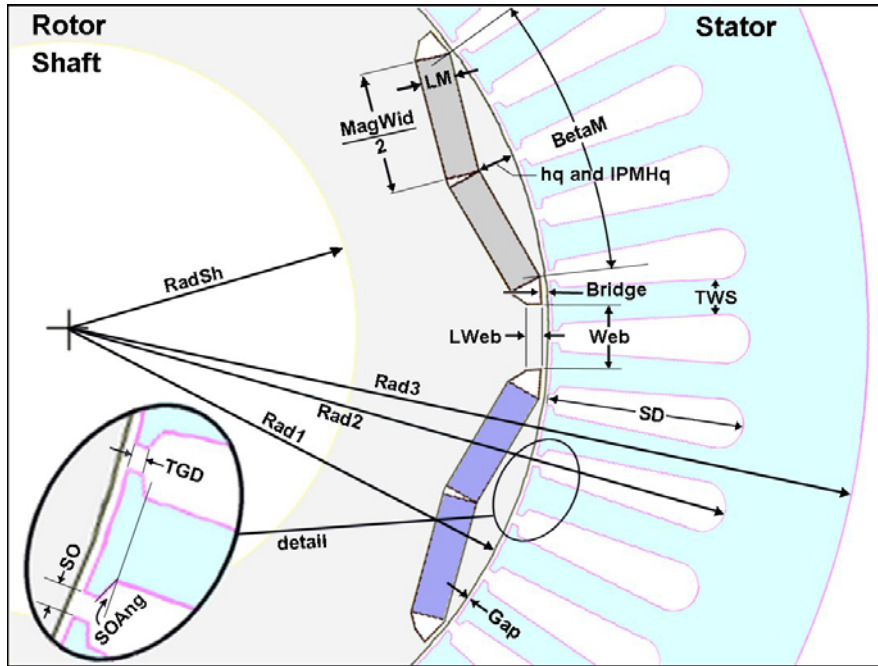 Rotor
Shaft
Stator
LM
MagWid
2
BetaM
hq and IPMHq
RadSh
Bridge
TWS
LWeb
Web
Rad3
Rad2
Rad1
SD
TGD
SO
SOAng
detail
Gap